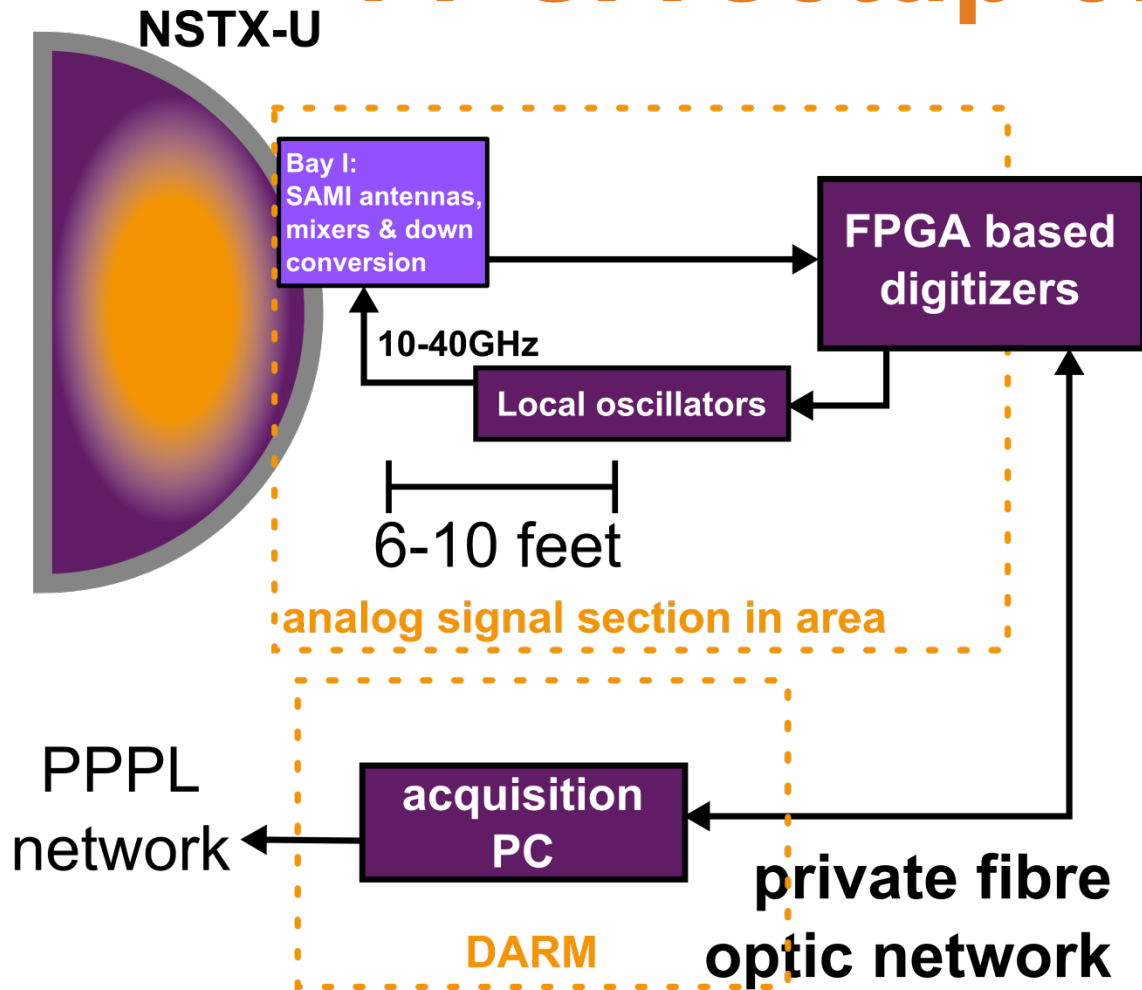 NSTX-U
Bay I:
SAMI antennas,
mixers & down
conversion
FPGA based
digitizers
10-40GHz
Local oscillators
6-10 feet
analog signal section in area
PPPL
network
acquisition
PC
private fibre
optic network
DARM